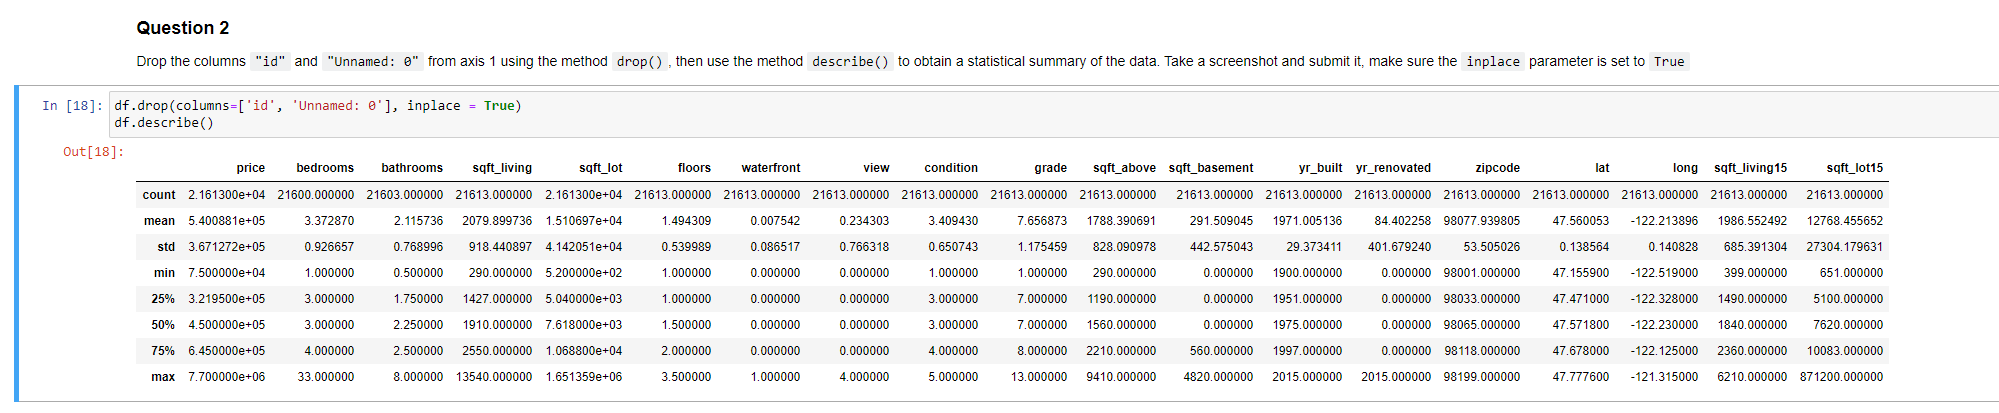 Question 2
Drop the columns "id" and "Unnamed: 0" from axis 1 using the method drop() , then use the method describe() to obtain a statistical summary of the data. Take a screenshot and submit it, make sure the inplace parameter is set to True
In [18]: df.drop(columns=['id', 'Unnamed: 0'], inplace = True)
df.describe()
Out[18]:
price bedrooms bathrooms sqft_living sqft_lot floors waterfront view condition grade sqft_above sqft_basement yr_built yr_renovated zipcode lat long sqft_living15 sqft_lot15
count 2.161300e+04 21600.000000 21603.000000 21613.000000 2.161300e+04 21613.000000 21613.000000 21613.000000 21613.000000 21613.000000 21613.000000 21613.000000 21613.000000 21613.000000 21613.000000 21613.000000 21613.000000 21613.000000 21613.000000
mean 5.400881e+05 3.372870 2.115736 2079.899736 1.510697e+04 1.494309 0.007542 0.234303 3.409430 7.656873 1788.390691 291.509045 1971.005136 84.402258 98077.939805 47.560053 -122.213896 1986.552492 12768.455652
std 3.671272e+05 0.926657 0.768996 918.440897 4.142051e+04 0.539989 0.086517 0.766318 0.650743 1.175459 828.090978 442.575043 29.373411 401.679240 53.505026 0.138564 0.140828 685.391304 27304.179631
min 7.500000e+04 1.000000 0.500000 290.000000 5.200000e+02 1.000000 0.000000 0.000000 1.000000 1.000000 290.000000 0.000000 1900.000000 0.000000 98001.000000 47.155900 -122.519000 399.000000 651.000000
25% 3.219500e+05 3.000000 1.750000 1427.000000 5.040000e+03 1.000000 0.000000 0.000000 3.000000 7.000000 1190.000000 0.000000 1951.000000 0.000000 98033.000000 47.471000 -122.328000 1490.000000 5100.000000
50% 4.500000e+05 3.000000 2.250000 1910.000000 7.618000e+03 1.500000 0.000000 0.000000 3.000000 7.000000 1560.000000 0.000000 1975.000000 0.000000 98065.000000 47.571800 -122.230000 1840.000000 7620.000000
75% 6.450000e+05 4.000000 2.500000 2550.000000 1.068800e+04 2.000000 0.000000 0.000000 4.000000 8.000000 2210.000000 560.000000 1997.000000 0.000000 98118.000000 47.678000 -122.125000 2360.000000 10083.000000
max 7.700000e+06 33.000000 8.000000 13540.000000 1.651359e+06 3.500000 1.000000 4.000000 5.000000 13.000000 9410.000000 4820.000000 2015.000000 2015.000000 98199.000000 47.777600 -121.315000 6210.000000 871200.000000